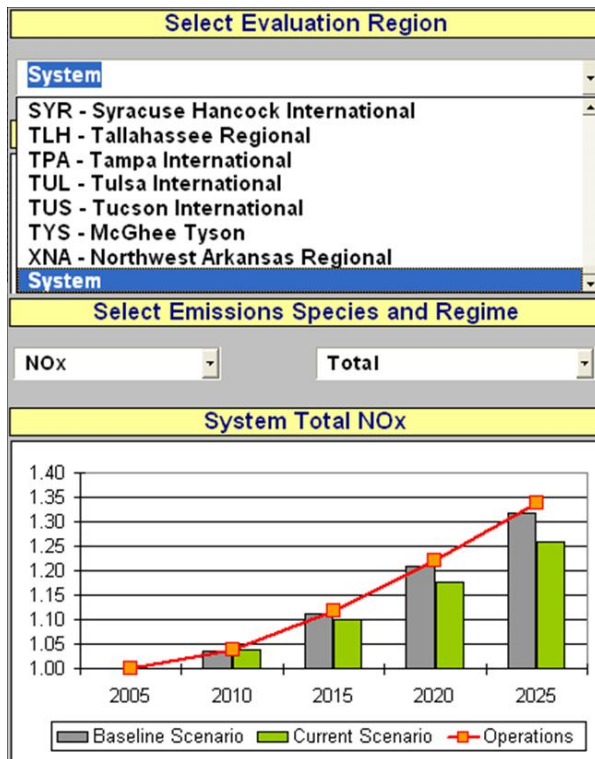 Select Evaluation Region
System
SYR - Syracuse Hancock International
TLH - Tallahassee Regional
TPA - Tampa International
TUL - Tulsa International
TUS - Tucson International
TYS - McGhee Tyson
XNA - Northwest Arkansas Regional
System
Select Emissions Species and Regime
NOx Total
System Total NOx
1.40
1.35
1.30
1.25
1.20
1.15
1.10
1.05
1.00
2005 2010 2015 2020 2025
Baseline Scenario Current Scenario Operations